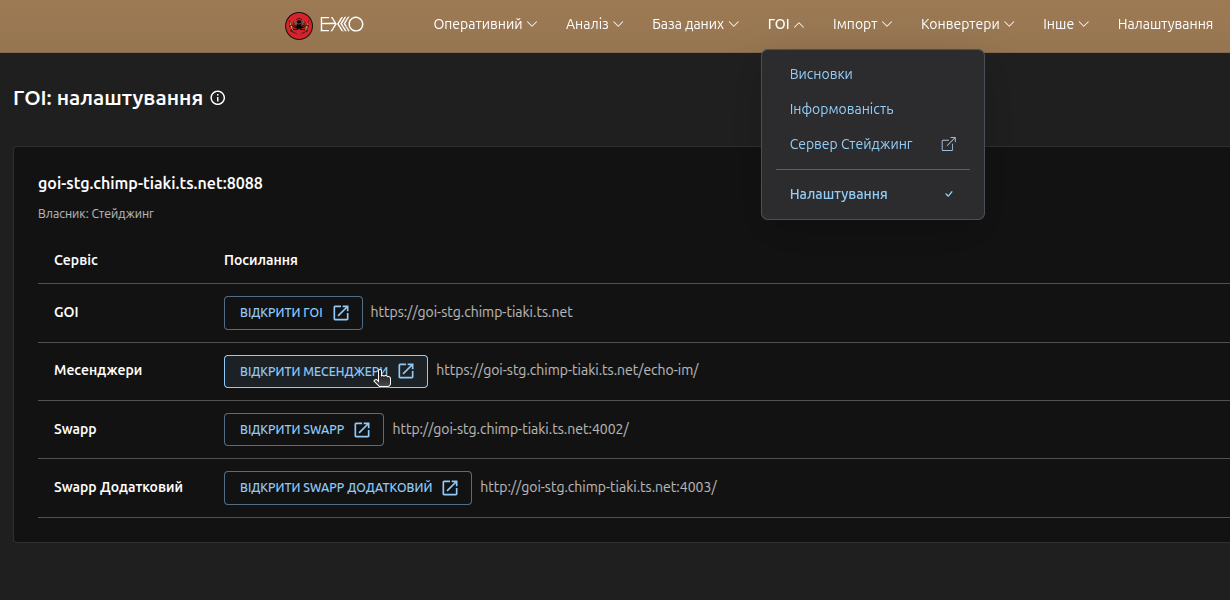 ЕХО Оперативний Аналіз База даних ГОІ Імпорт Конвертери Інше Налаштування
Висновки
Інформованість
Сервер Стейджинг
Налаштування
ГОІ: налаштування
goi-stg.chimp-tiaki.ts.net:8088
Власник: Стейджинг
Сервіс Посилання
GOI ВІДКРИТИ ГОІ https://goi-stg.chimp-tiaki.ts.net
Месенджери ВІДКРИТИ МЕСЕНДЖЕРИ https://goi-stg.chimp-tiaki.ts.net/echo-im/
Swapp ВІДКРИТИ SWAPP http://goi-stg.chimp-tiaki.ts.net:4002/
Swapp Додатковий ВІДКРИТИ SWAPP ДОДАТКОВИЙ http://goi-stg.chimp-tiaki.ts.net:4003/